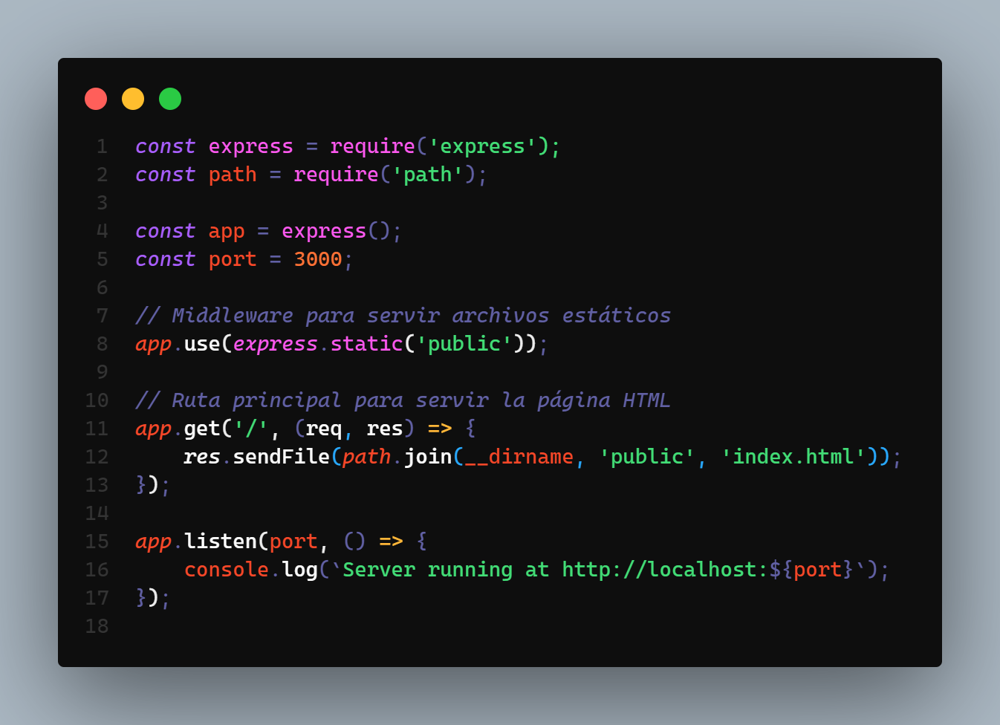 1 const express = require('express');
2 const path = require('path');
3
4 const app = express();
5 const port = 3000;
6
7 // Middleware para servir archivos estáticos
8 app.use(express.static('public'));
9
10 // Ruta principal para servir la página HTML
11 app.get('/', (req, res) => {
12     res.sendFile(path.join(__dirname, 'public', 'index.html'));
13 });
14
15 app.listen(port, () => {
16     console.log(`Server running at http://localhost:${port}`);
17 });
18